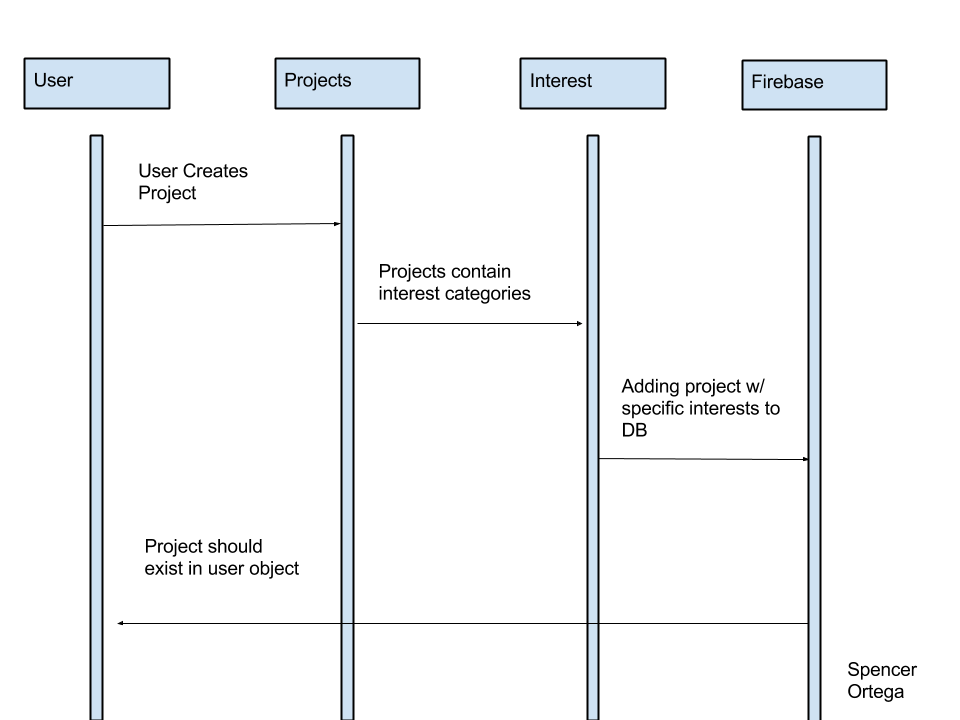 User
Projects
Interest
Firebase
User Creates
Project
Projects contain
interest categories
Adding project w/
specific interests to
DB
Project should
exist in user object
Spencer
Ortega